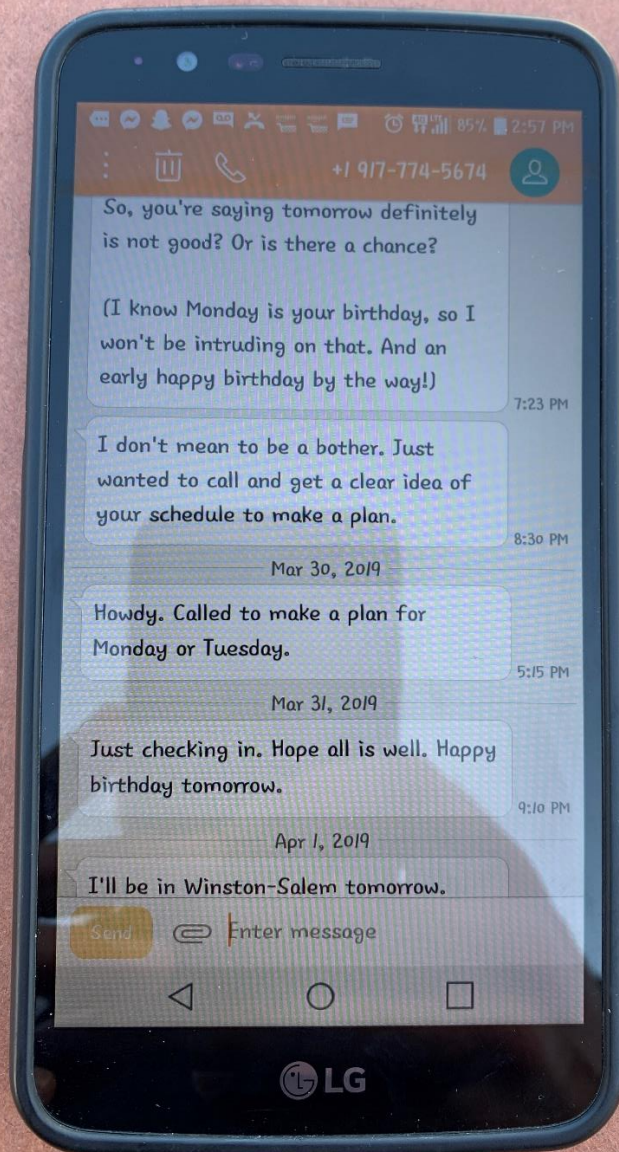 85% 2:57 PM
+1 917-774-5674
So, you're saying tomorrow definitely
is not good? Or is there a chance?
(I know Monday is your birthday, so I
won't be intruding on that. And an
early happy birthday by the way!)
7:23 PM
I don't mean to be a bother. Just
wanted to call and get a clear idea of
your schedule to make a plan.
8:30 PM
Mar 30, 2019
Howdy. Called to make a plan for
Monday or Tuesday.
5:15 PM
Mar 31, 2019
Just checking in. Hope all is well. Happy
birthday tomorrow.
9:10 PM
Apr 1, 2019
I'll be in Winston-Salem tomorrow.
Send Enter message
LG